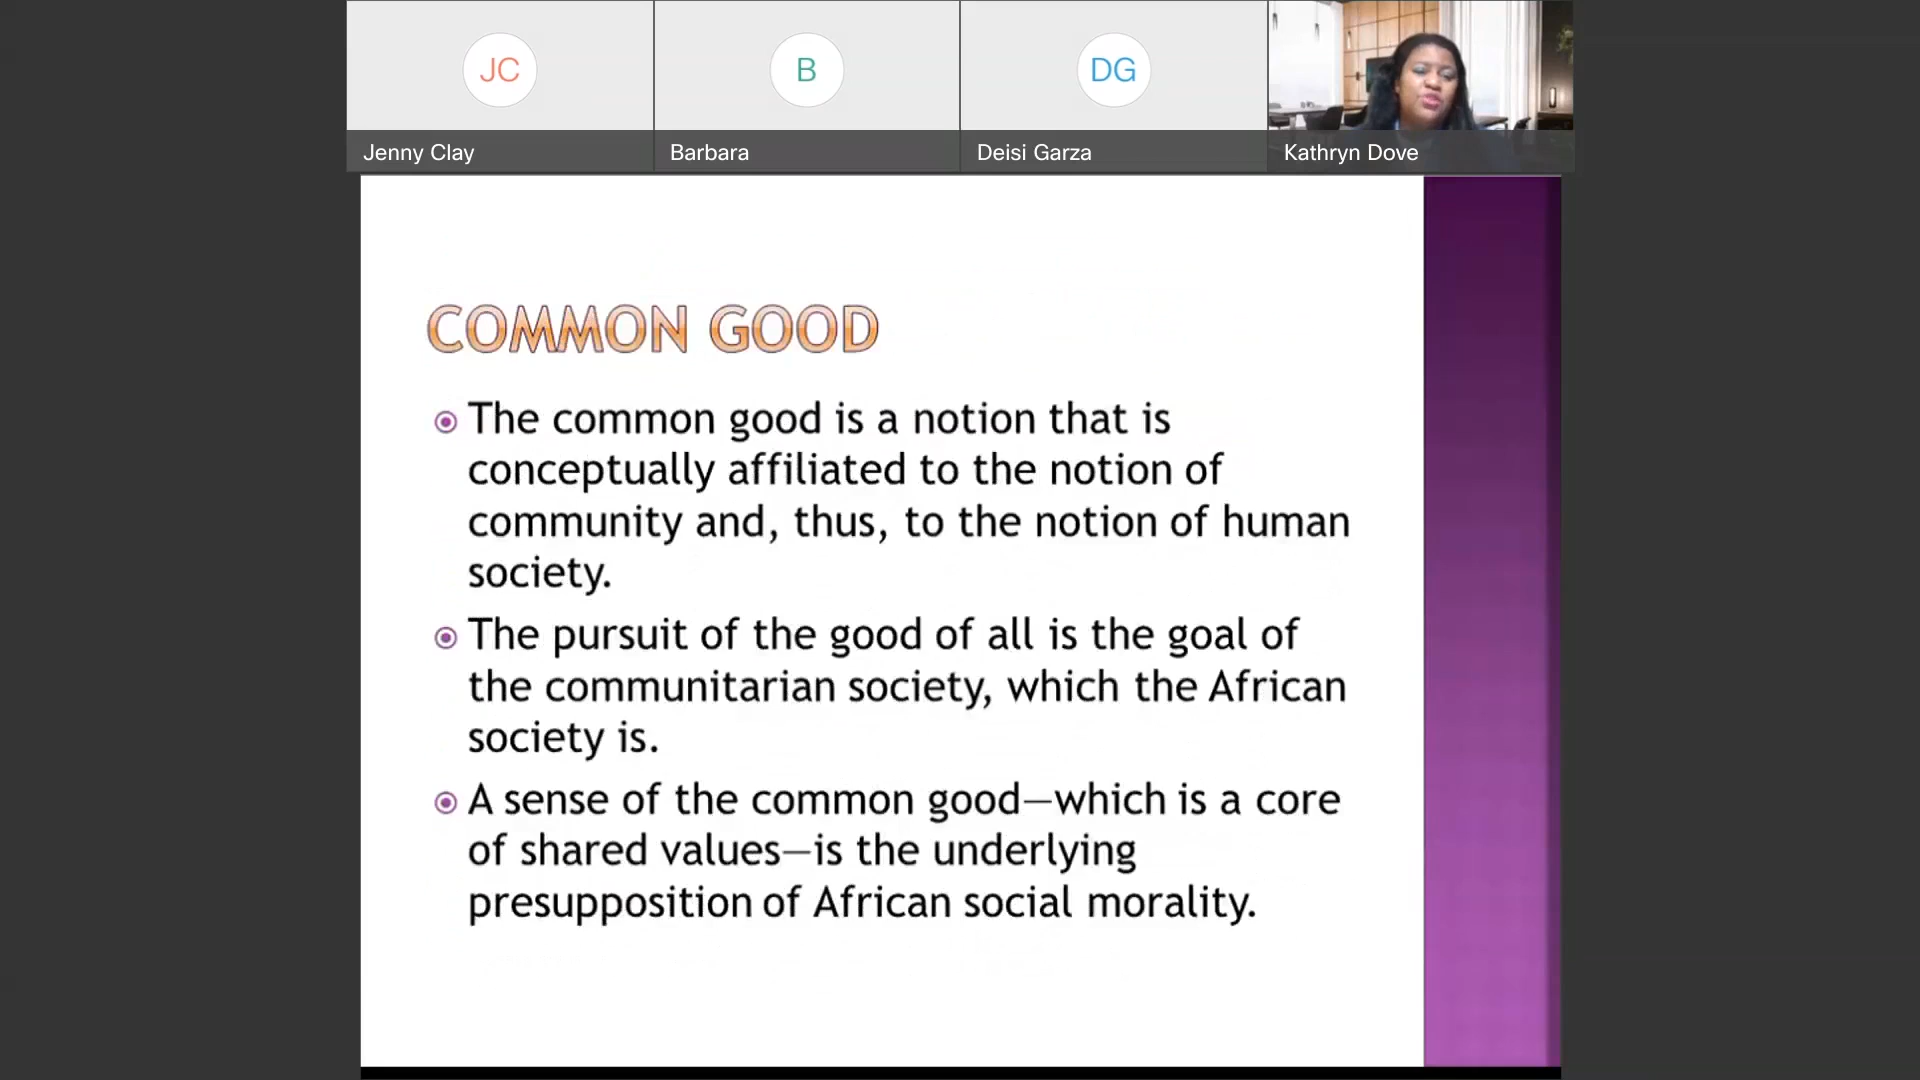 JC
B
DG
Jenny Clay
Barbara
Deisi Garza
Kathryn Dove
COMMON GOOD
The common good is a notion that is
conceptually affiliated to the notion of
community and, thus, to the notion of human
society.
The pursuit of the good of all is the goal of
the communitarian society, which the African
society is.
A sense of the common good—which is a core
of shared values—is the underlying
presupposition of African social morality.